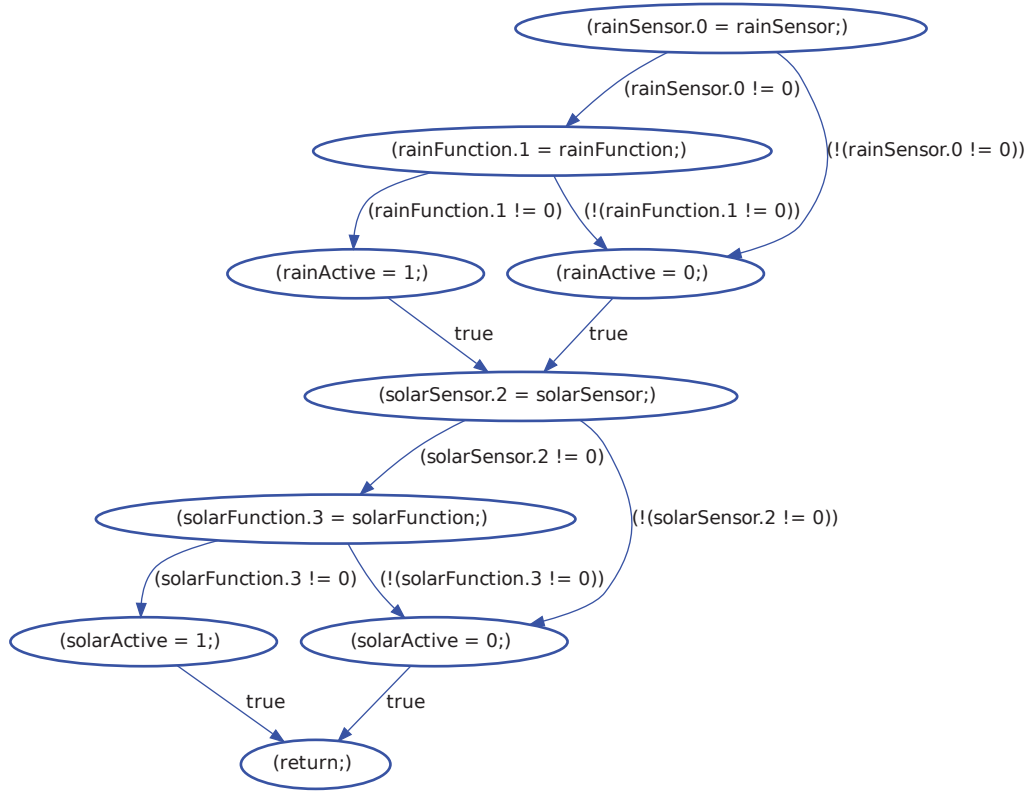 (rainSensor.0 = rainSensor;)
(rainSensor.0 != 0)
(!(rainSensor.0 != 0))
(rainFunction.1 = rainFunction;)
(rainFunction.1 != 0)
(!(rainFunction.1 != 0))
(rainActive = 1;)
(rainActive = 0;)
true
true
(solarSensor.2 = solarSensor;)
(solarSensor.2 != 0)
(!(solarSensor.2 != 0))
(solarFunction.3 = solarFunction;)
(solarFunction.3 != 0)
(!(solarFunction.3 != 0))
(solarActive = 1;)
(solarActive = 0;)
true
true
(return;)